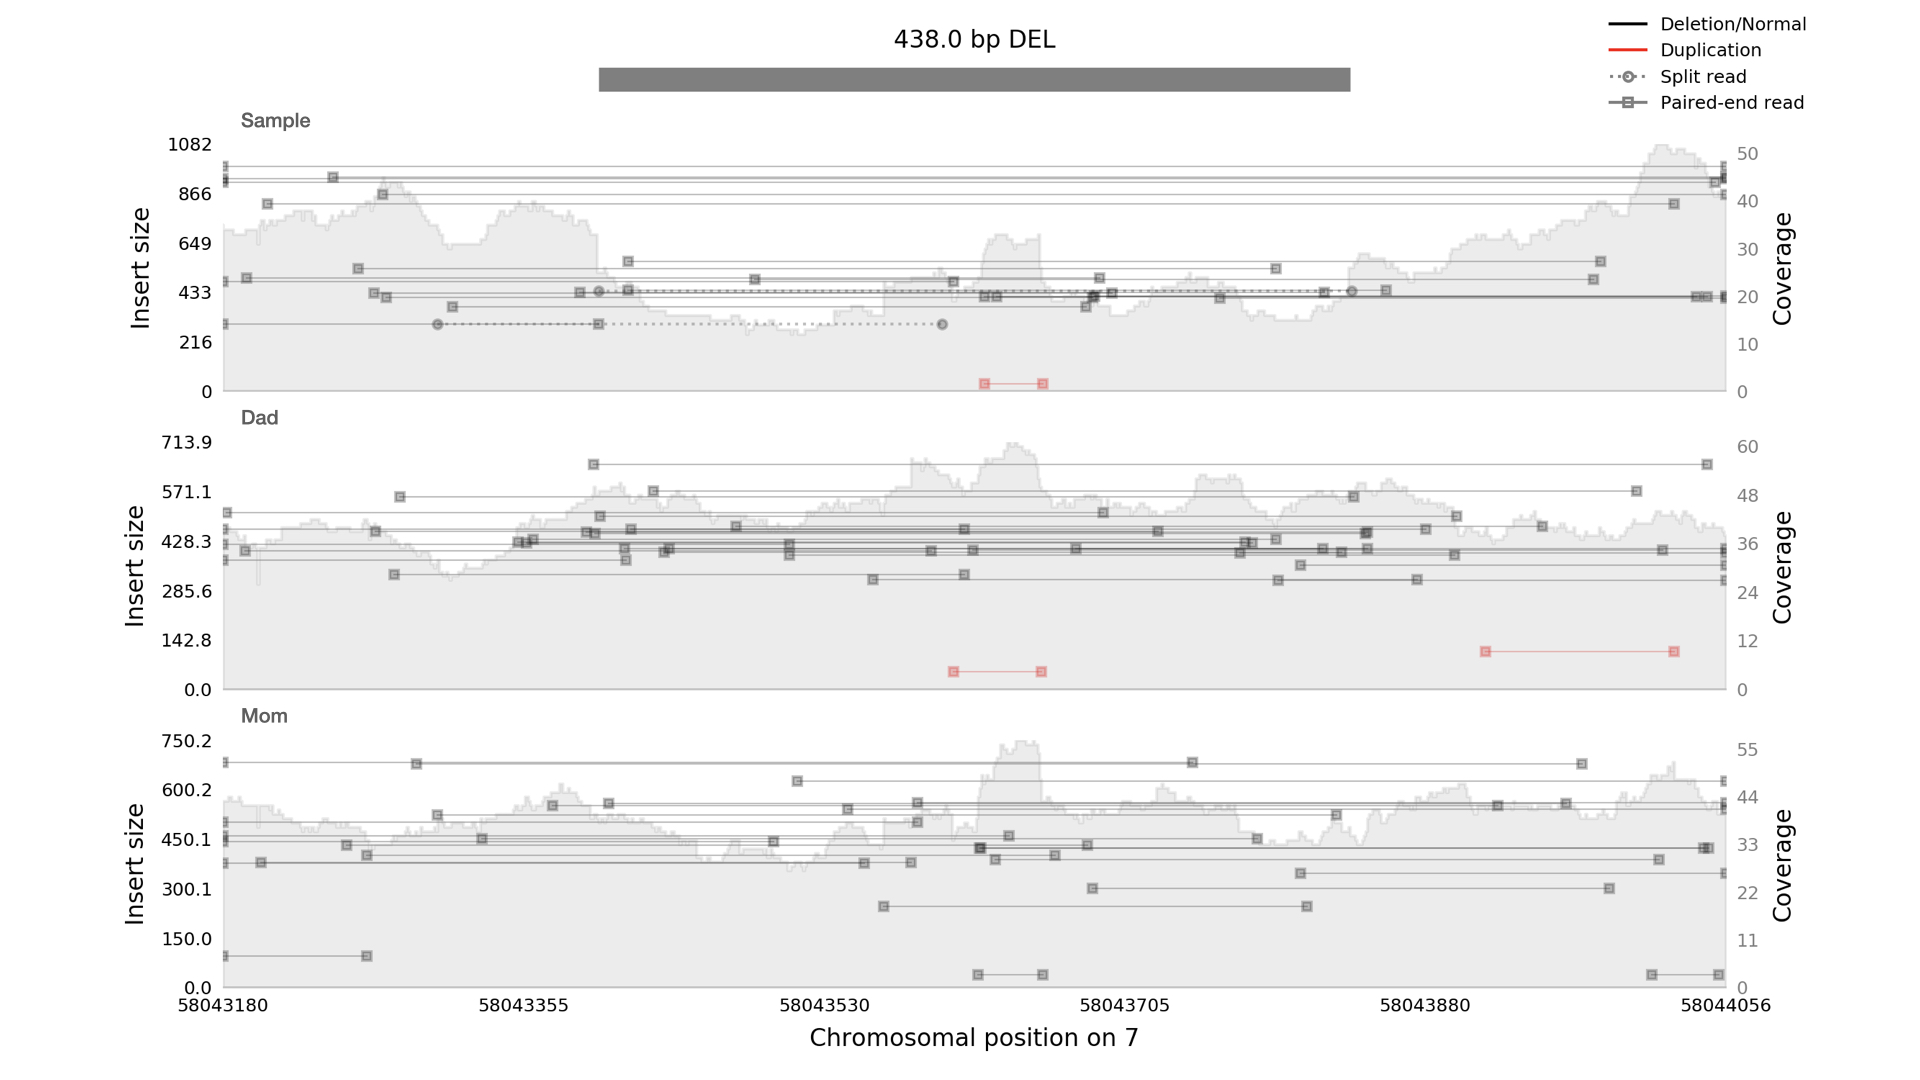 438.0 bp DEL
Deletion/Normal
Duplication
Split read
Paired-end read
Sample
1082
866
649
433
216
0
Insert size
50
40
30
20
10
0
Coverage
Dad
713.9
571.1
428.3
285.6
142.8
0.0
Insert size
60
48
36
24
12
0
Coverage
Mom
750.2
600.2
450.1
300.1
150.0
0.0
Insert size
55
44
33
22
11
0
Coverage
58043180 58043355 58043530 58043705 58043880 58044056
Chromosomal position on 7